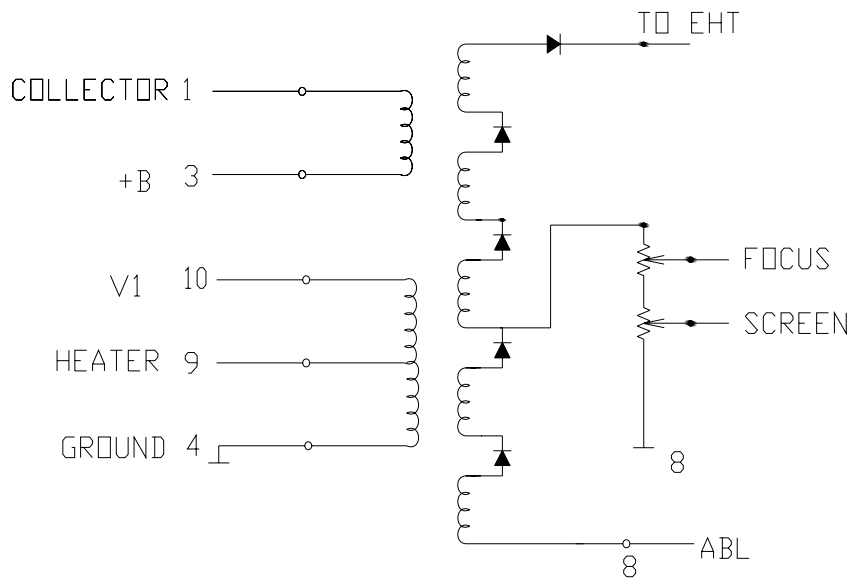 TO EHT
COLLECTOR 1
+B 3
V1 10
FOCUS
SCREEN
HEATER 9
GROUND 4
8
ABL
8